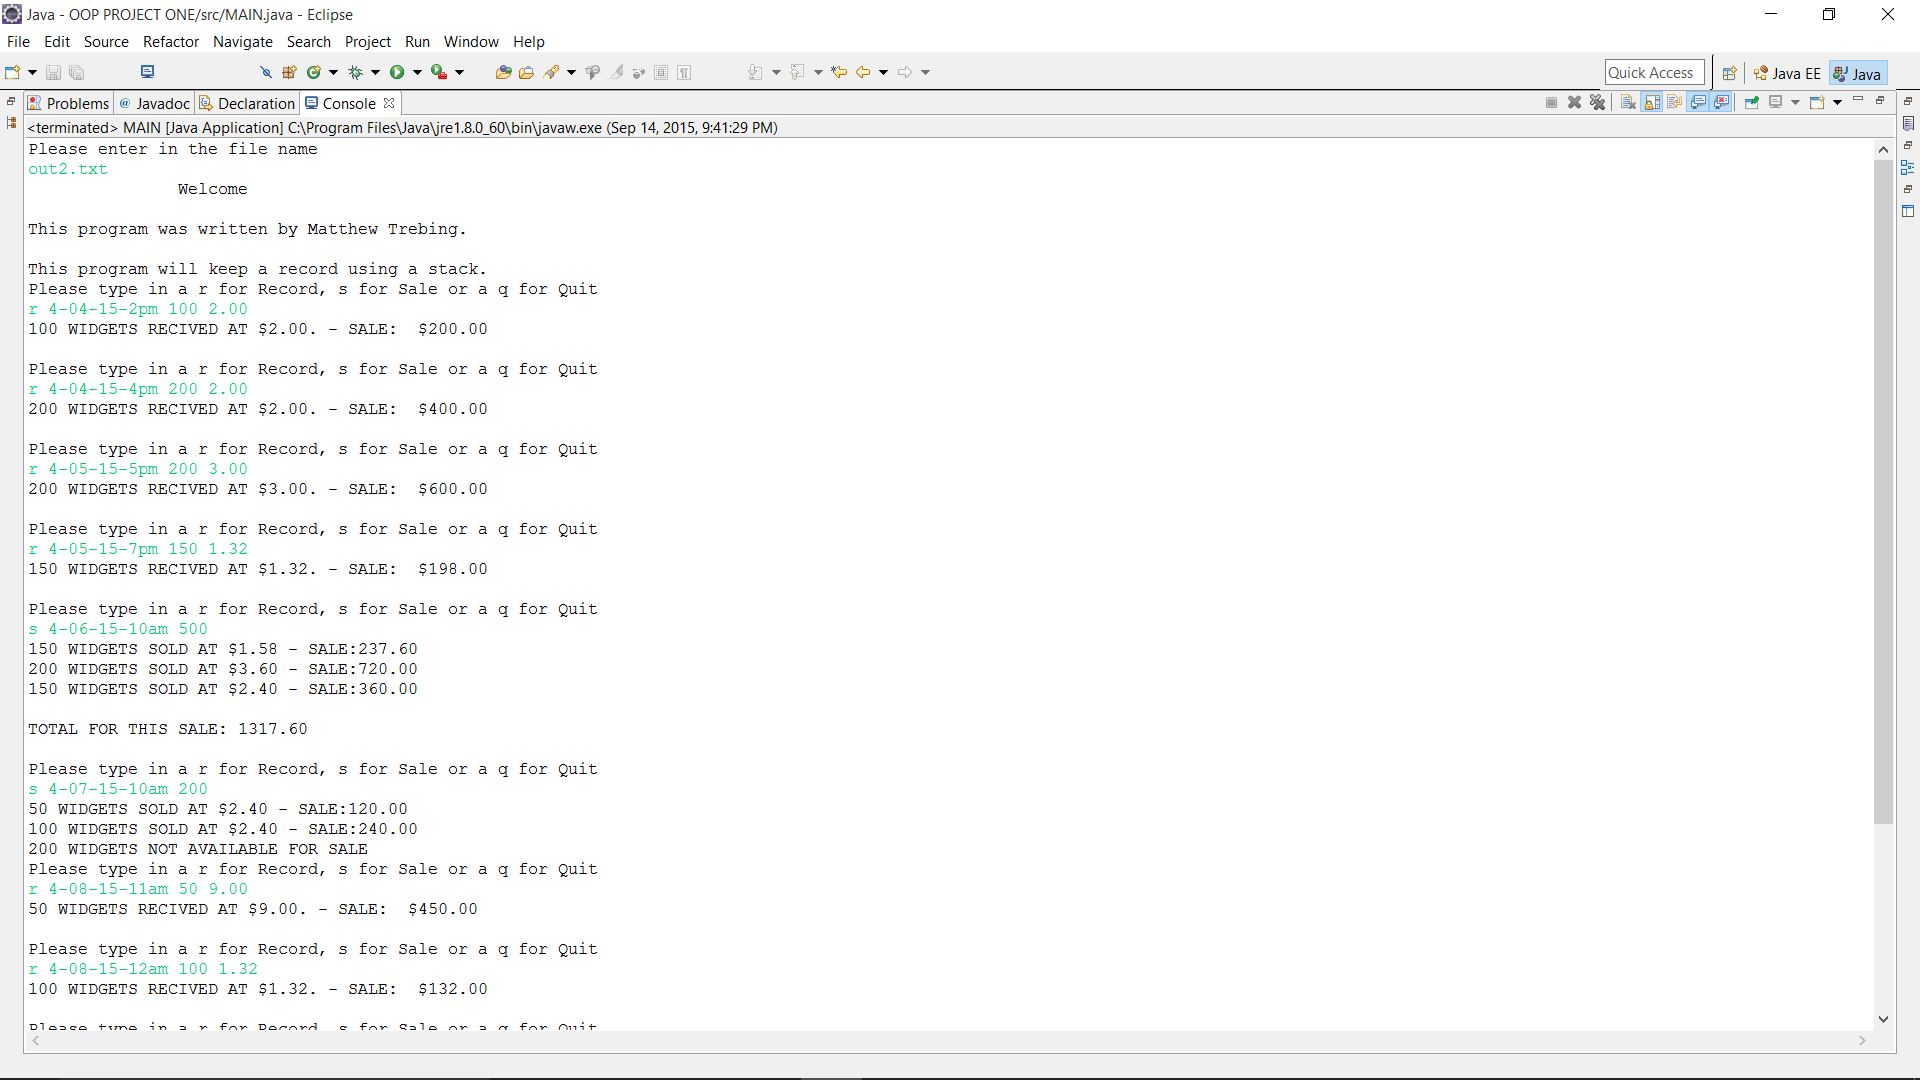 Java - OOP PROJECT ONE/src/MAIN.java - Eclipse
File Edit Source Refactor Navigate Search Project Run Window Help
Quick Access Java EE Java
Problems @ Javadoc Declaration Console
<terminated> MAIN [Java Application] C:\Program Files\Java\jre1.8.0_60\bin\javaw.exe (Sep 14, 2015, 9:41:29 PM)
Please enter in the file name
out2.txt
Welcome
This program was written by Matthew Trebing.
This program will keep a record using a stack.
Please type in a r for Record, s for Sale or a q for Quit
r 4-04-15-2pm 100 2.00
100 WIDGETS RECIVED AT $2.00. - SALE:  $200.00
Please type in a r for Record, s for Sale or a q for Quit
r 4-04-15-4pm 200 2.00
200 WIDGETS RECIVED AT $2.00. - SALE:  $400.00
Please type in a r for Record, s for Sale or a q for Quit
r 4-05-15-5pm 200 3.00
200 WIDGETS RECIVED AT $3.00. - SALE:  $600.00
Please type in a r for Record, s for Sale or a q for Quit
r 4-05-15-7pm 150 1.32
150 WIDGETS RECIVED AT $1.32. - SALE:  $198.00
Please type in a r for Record, s for Sale or a q for Quit
s 4-06-15-10am 500
150 WIDGETS SOLD AT $1.58 - SALE:237.60
200 WIDGETS SOLD AT $3.60 - SALE:720.00
150 WIDGETS SOLD AT $2.40 - SALE:360.00
TOTAL FOR THIS SALE: 1317.60
Please type in a r for Record, s for Sale or a q for Quit
s 4-07-15-10am 200
50 WIDGETS SOLD AT $2.40 - SALE:120.00
100 WIDGETS SOLD AT $2.40 - SALE:240.00
200 WIDGETS NOT AVAILABLE FOR SALE
Please type in a r for Record, s for Sale or a q for Quit
r 4-08-15-11am 50 9.00
50 WIDGETS RECIVED AT $9.00. - SALE:  $450.00
Please type in a r for Record, s for Sale or a q for Quit
r 4-08-15-12am 100 1.32
100 WIDGETS RECIVED AT $1.32. - SALE:  $132.00
Please type in a r for Record, s for Sale or a q for Quit